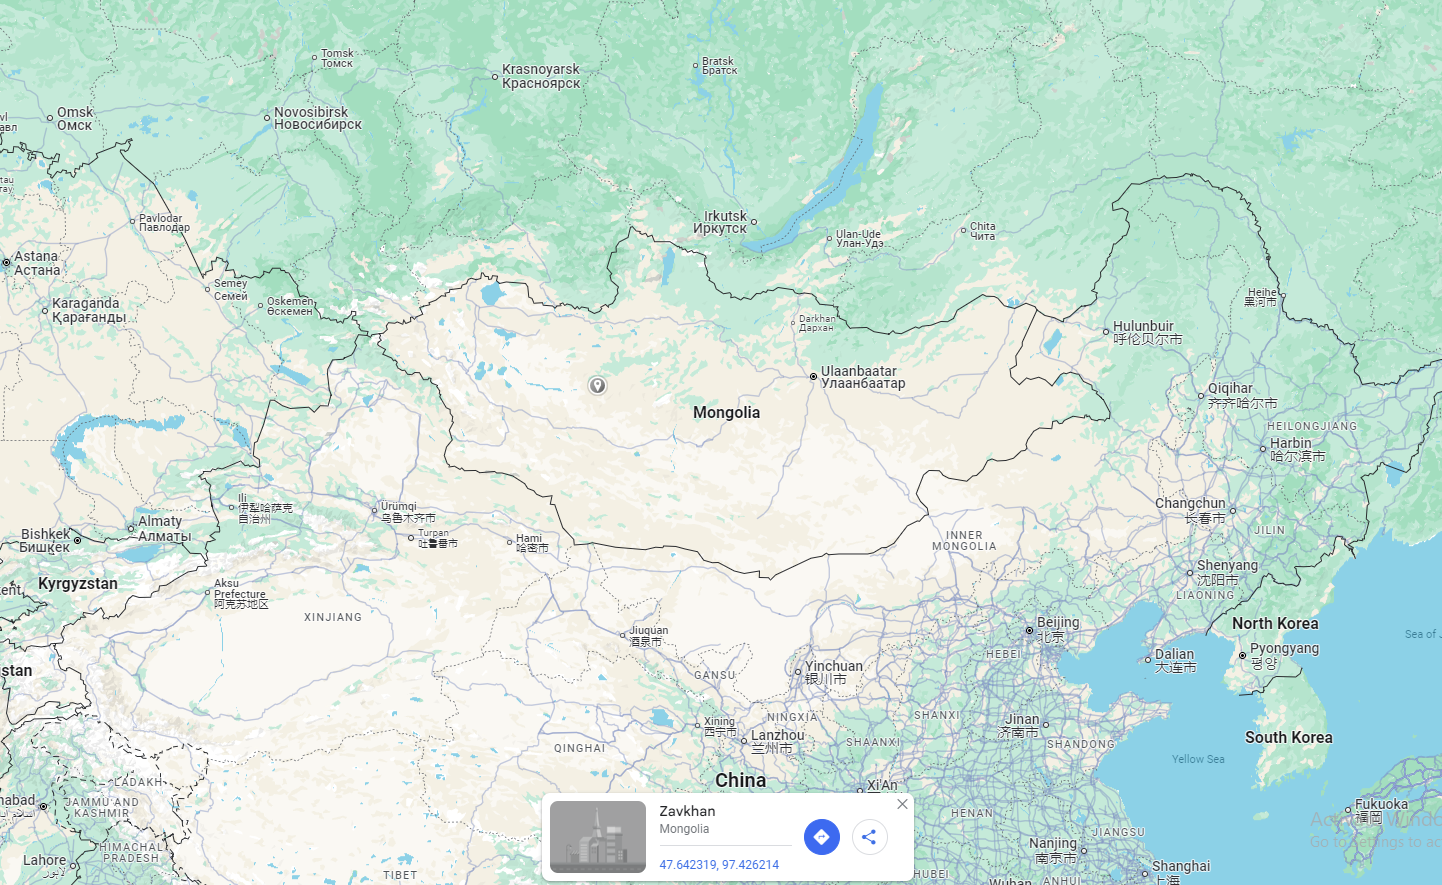 Tomsk
Томск
Krasnoyarsk
Красноярск
Bratsk
Братск
Omsk
Омск
Novosibirsk
Новосибирск
Pavlodar
Павлодар
Irkutsk
Иркутск
Ulan-Ude
Улан-Удэ
Chita
Чита
Astana
Астана
Semey
Семей
Karaganda
Қарағанды
Oskemen
Өскемен
Heihe
黑河市
Darkhan
Дархан
Hulunbuir
呼伦贝尔市
Ulaanbaatar
Улаанбаатар
Mongolia
Qiqihar
齐齐哈尔市
HEILONGJIANG
Harbin
哈尔滨市
Ili
伊犁哈萨克
自治州
Urumqi
乌鲁木齐市
Changchun
长春市
Almaty
Алматы
Bishkek
Бишкек
Turpan
吐鲁番市
Hami
哈密市
INNER
MONGOLIA
JILIN
Shenyang
沈阳市
LIAONING
Kyrgyzstan
Aksu
Prefecture
阿克苏地区
XINJIANG
Jiuquan
酒泉市
Beijing
北京
North Korea
Sea of
Pyongyang
평양
HEBEI
Dalian
大连市
stan
GANSU
Yinchuan
银川市
Xining
西宁市
NINGXIA
SHANXI
Jinan
济南市
Lanzhou
兰州市
QINGHAI
SHAANXI
SHANDONG
South Korea
Yellow Sea
China
LADAKH
Xi'An
JAMMU AND
KASHMIR
HENAN
Fukuoka
福岡
JIANGSU
HIMACHAL
PRADESH
Lahore
لاہور
Nanjing
南京市
TIBET
HUBEI
Wuhan
ANHUI
Shanghai
上海
Zavkhan
Mongolia
47.642319, 97.426214
Go to Settings to ac